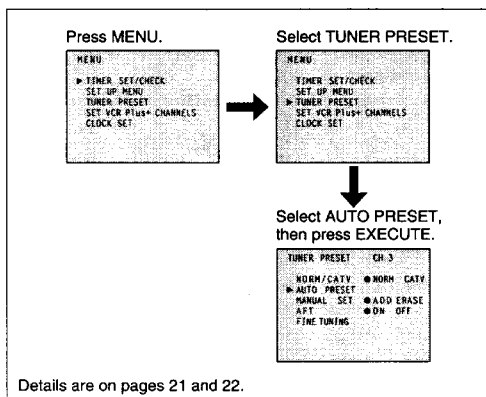 Press MENU.
MENU
▶ TIMER SET/CHECK
SET UP MENU
TUNER PRESET
SET VCR Plus+ CHANNELS
CLOCK SET
Select TUNER PRESET.
MENU
TIMER SET/CHECK
SET UP MENU
▶ TUNER PRESET
SET VCR Plus+ CHANNELS
CLOCK SET
Select AUTO PRESET,
then press EXECUTE.
TUNER PRESET CH 3
NORM/CATV ●NORM CATV
▶ AUTO PRESET
MANUAL SET ●ADD ERASE
AFT ●ON OFF
FINE TUNING
Details are on pages 21 and 22.